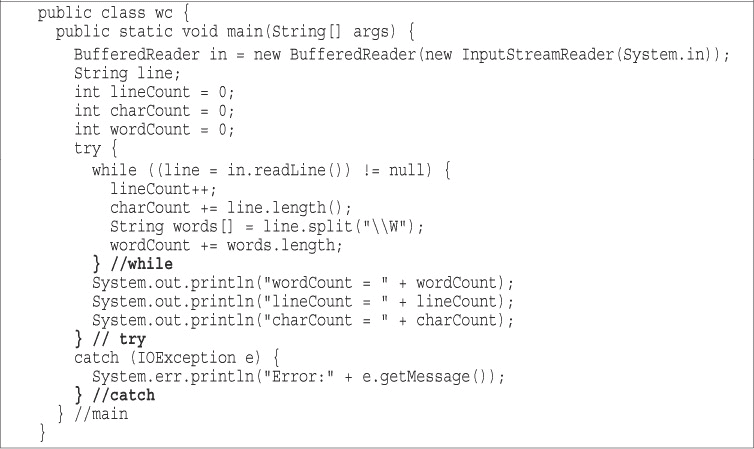 public class wc {
public static void main(String[] args) {
BufferedReader in = new BufferedReader(new InputStreamReader(System.in));
String line;
int lineCount = 0;
int charCount = 0;
int wordCount = 0;
try {
while ((line = in.readLine()) != null) {
lineCount++;
charCount += line.length();
String words[] = line.split("\\W");
wordCount += words.length;
} //while
System.out.println("wordCount = " + wordCount);
System.out.println("lineCount = " + lineCount);
System.out.println("charCount = " + charCount);
} // try
catch (IOException e) {
System.err.println("Error:" + e.getMessage());
} //catch
} //main
}